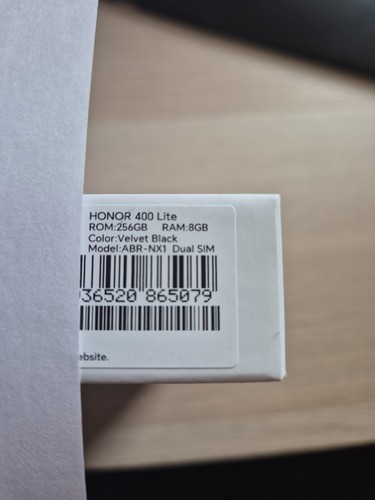 HONOR 400 Lite
ROM:256GB RAM:8GB
Color:Velvet Black
Model:ABR-NX1 Dual SIM
36520 865079
ebsite.